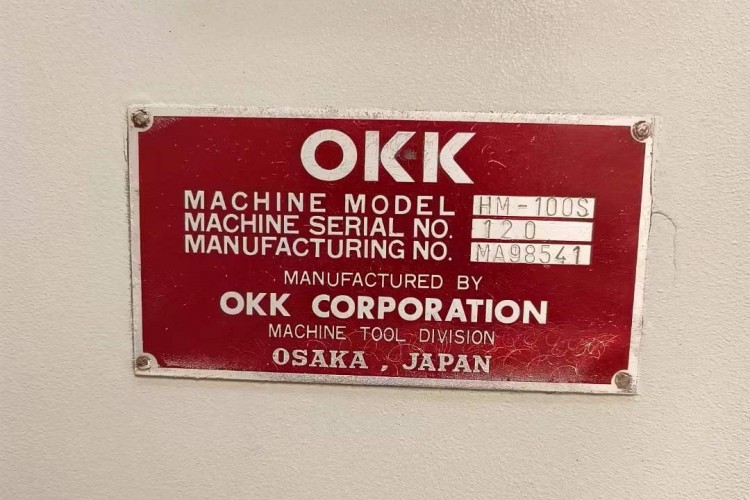 OKK
MACHINE MODEL HM-100S
MACHINE SERIAL NO. 120
MANUFACTURING NO. MA98541
MANUFACTURED BY
OKK CORPORATION
MACHINE TOOL DIVISION
OSAKA, JAPAN